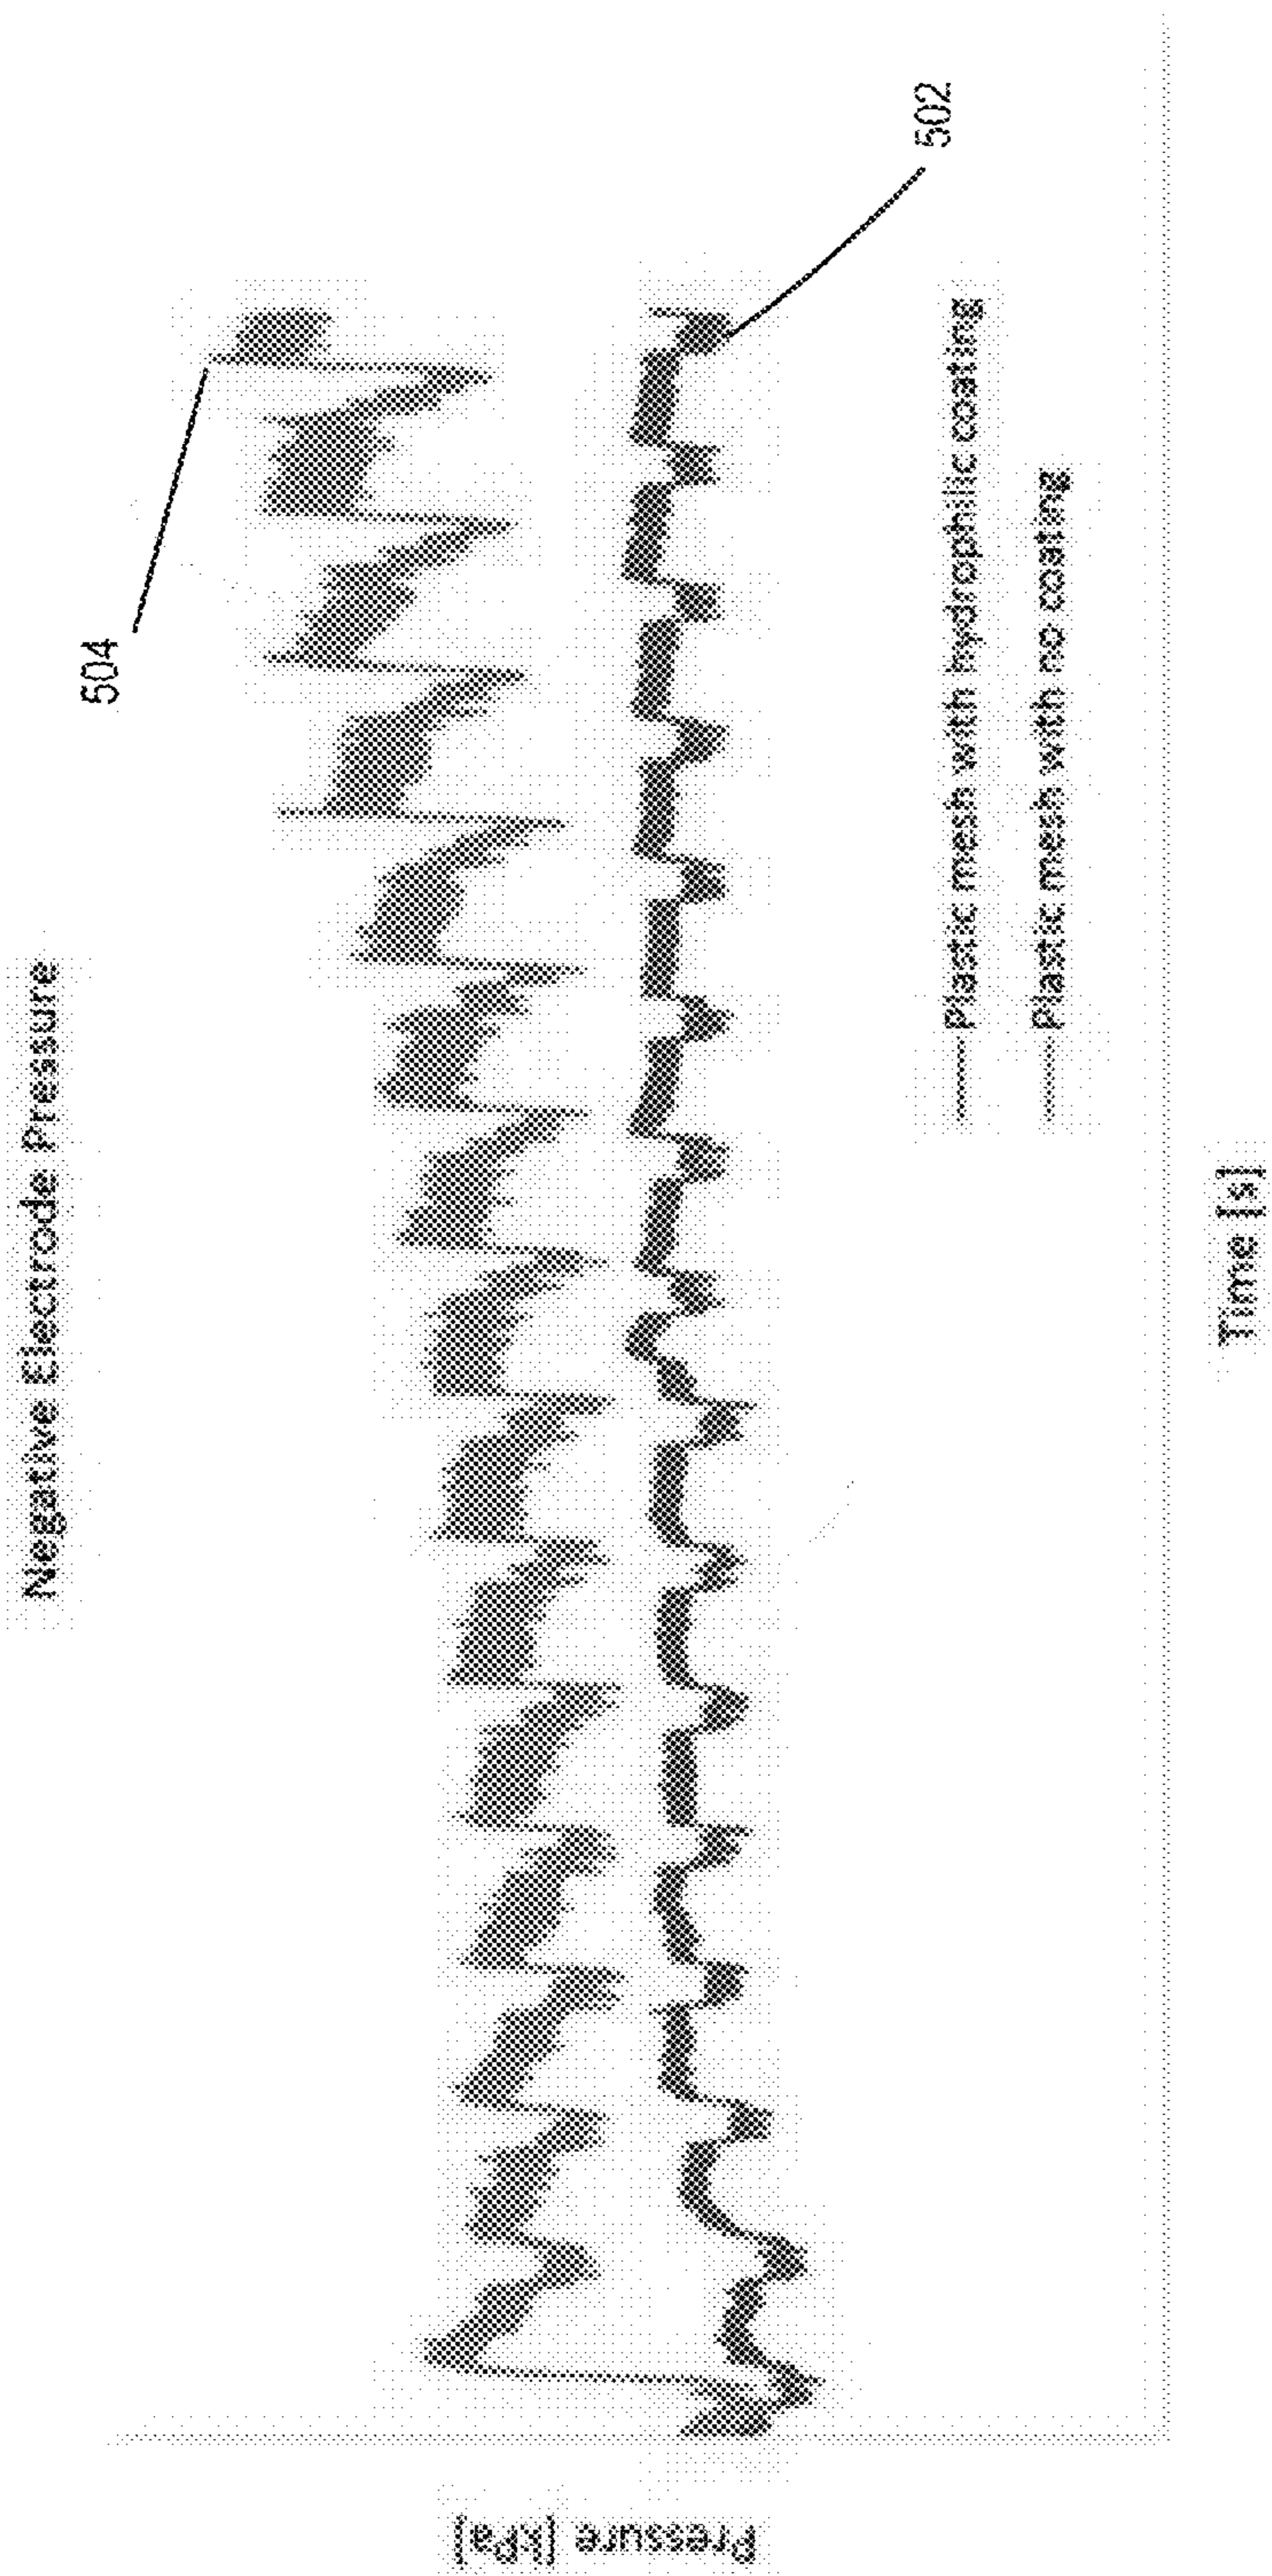 Negative Electrode Pressure
504
502
Pressure [kPa]
Plastic mesh with hydrophilic coating
Plastic mesh with no coating
Time [s]